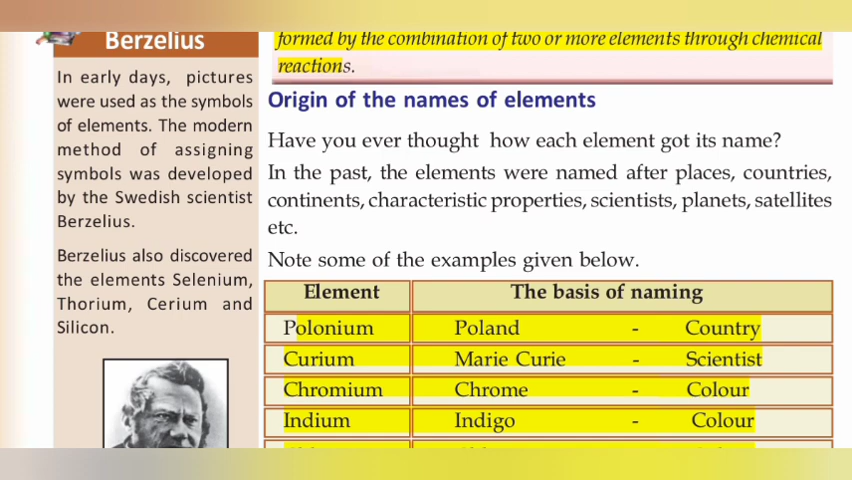 Berzelius
In early days, pictures
were used as the symbols
of elements. The modern
method of assigning
symbols was developed
by the Swedish scientist
Berzelius.
Berzelius also discovered
the elements Selenium,
Thorium, Cerium and
Silicon.
formed by the combination of two or more elements through chemical
reactions.
Origin of the names of elements
Have you ever thought how each element got its name?
In the past, the elements were named after places, countries,
continents, characteristic properties, scientists, planets, satellites
etc.
Note some of the examples given below.
Element The basis of naming
Polonium Poland - Country
Curium Marie Curie - Scientist
Chromium Chrome - Colour
Indium Indigo - Colour